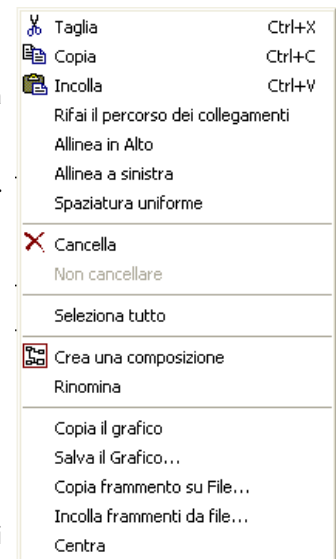 Taglia Ctrl+X
Copia Ctrl+C
Incolla Ctrl+V
Rifai il percorso dei collegamenti
Allinea in Alto
Allinea a sinistra
Spaziatura uniforme
Cancella
Non cancellare
Seleziona tutto
Crea una composizione
Rinomina
Copia il grafico
Salva il Grafico...
Copia frammento su File...
Incolla frammenti da file...
Centra